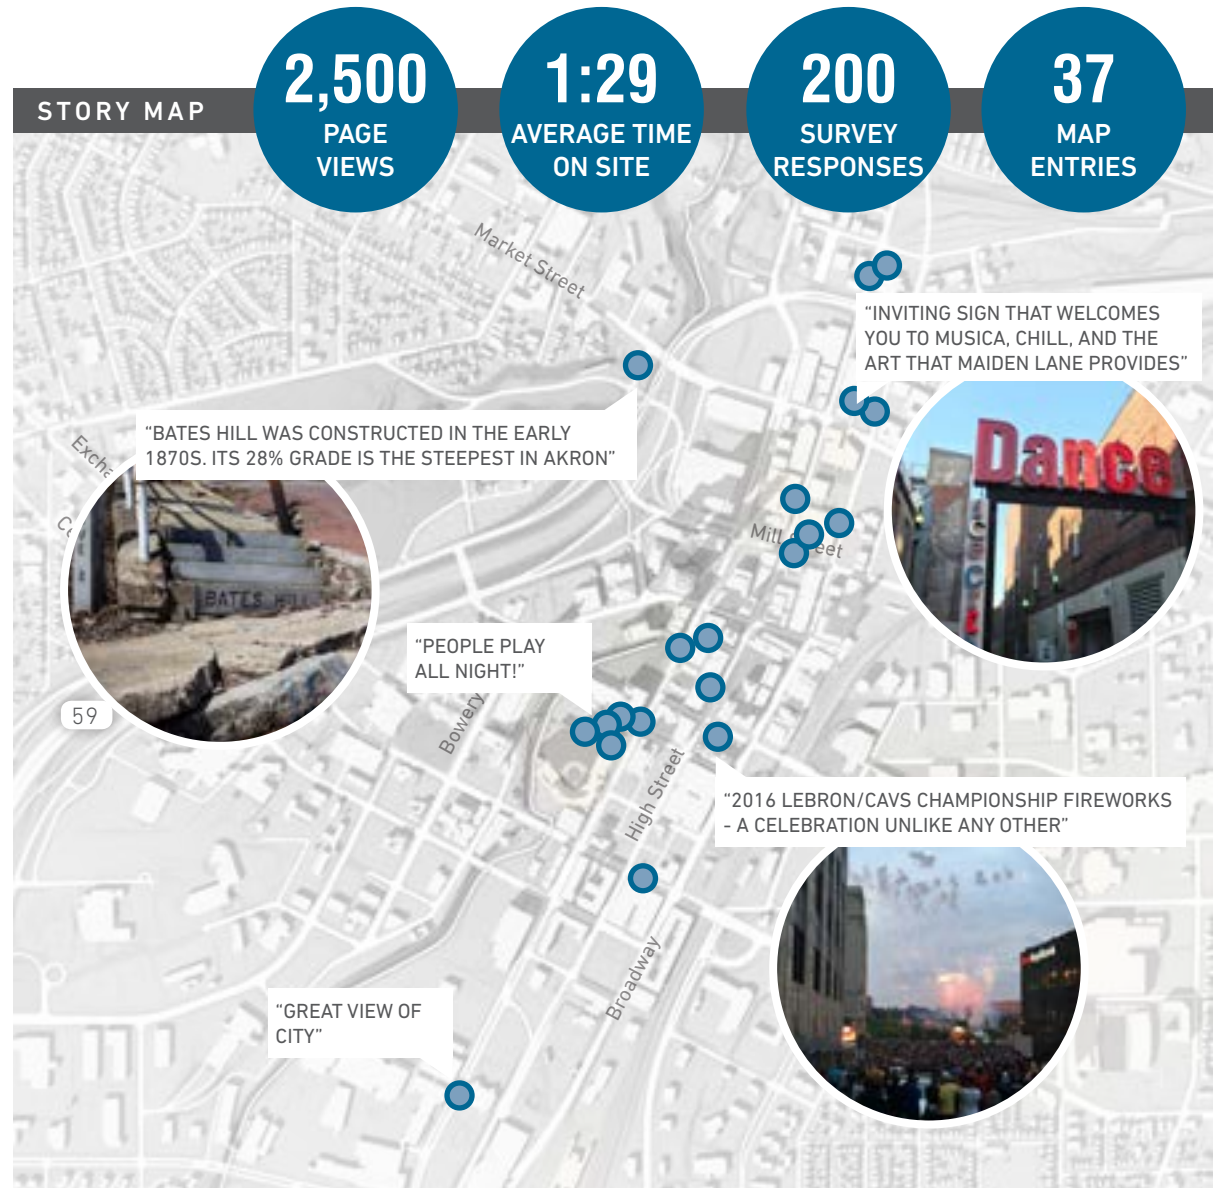 STORY MAP
2,500
PAGE
VIEWS
1:29
AVERAGE TIME
ON SITE
200
SURVEY
RESPONSES
37
MAP
ENTRIES
Market Street
“INVITING SIGN THAT WELCOMES
YOU TO MUSICA, CHILL, AND THE
ART THAT MAIDEN LANE PROVIDES”
Dance
“BATES HILL WAS CONSTRUCTED IN THE EARLY
1870S. ITS 28% GRADE IS THE STEEPEST IN AKRON”
BATES HILL
Mill
“PEOPLE PLAY
ALL NIGHT!”
59
Bowery
High Street
“2016 LEBRON/CAVS CHAMPIONSHIP FIREWORKS
- A CELEBRATION UNLIKE ANY OTHER”
Broadway
“GREAT VIEW OF
CITY”